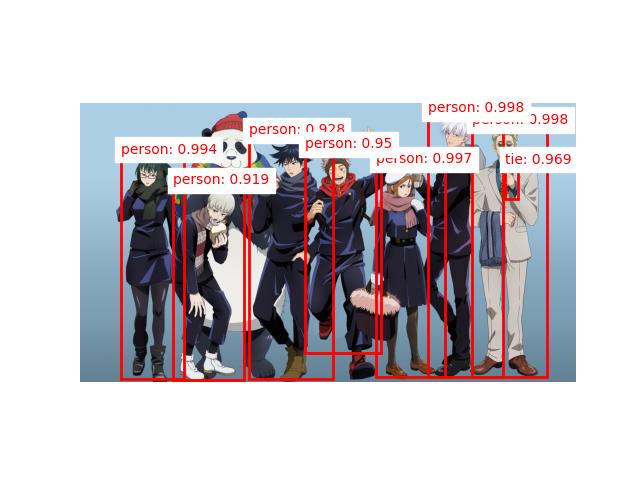 person: 0.998
person: 0.998
person: 0.928
person: 0.95
person: 0.994
person: 0.997
tie: 0.969
person: 0.919